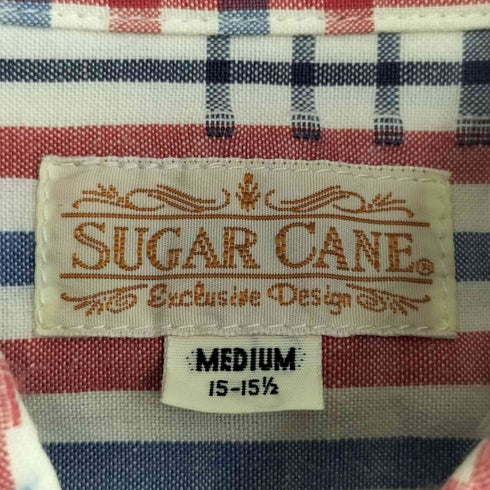 SUGAR CANE®
Exclusive Design
MEDIUM
15-15½